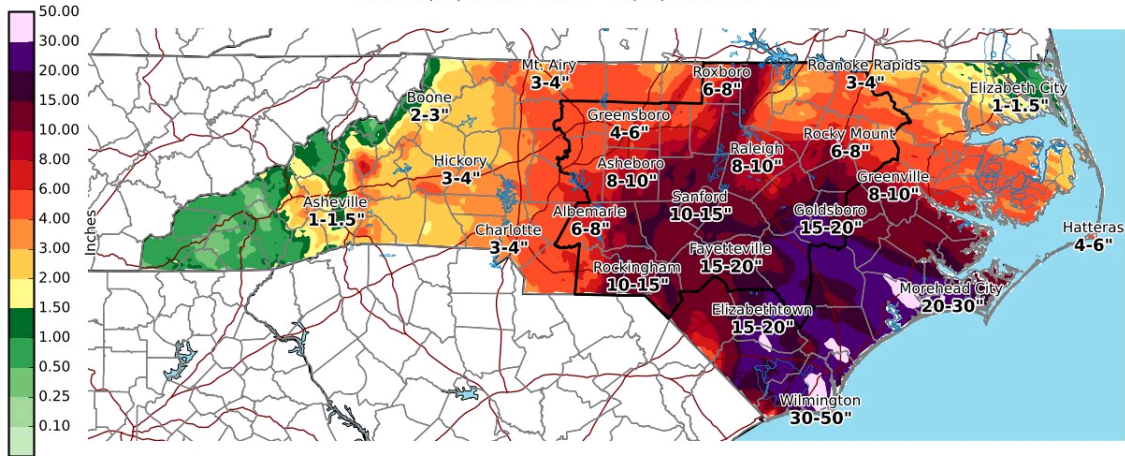 50.00
30.00
20.00
15.00
10.00
8.00
6.00
4.00
3.00
2.00
1.50
1.00
0.50
0.25
0.10
Inches
Mt. Airy
3-4"
Roxboro
6-8"
Roanoke Rapids
3-4"
Elizabeth City
1-1.5"
Boone
2-3"
Greensboro
4-6"
Rocky Mount
6-8"
Raleigh
8-10"
Hickory
3-4"
Asheboro
8-10"
Greenville
8-10"
Asheville
1-1.5"
Sanford
10-15"
Albemarle
6-8"
Goldsboro
15-20"
Charlotte
3-4"
Hatteras
4-6"
Fayetteville
15-20"
Rockingham
10-15"
Morehead City
20-30"
Elizabethtown
15-20"
Wilmington
30-50"